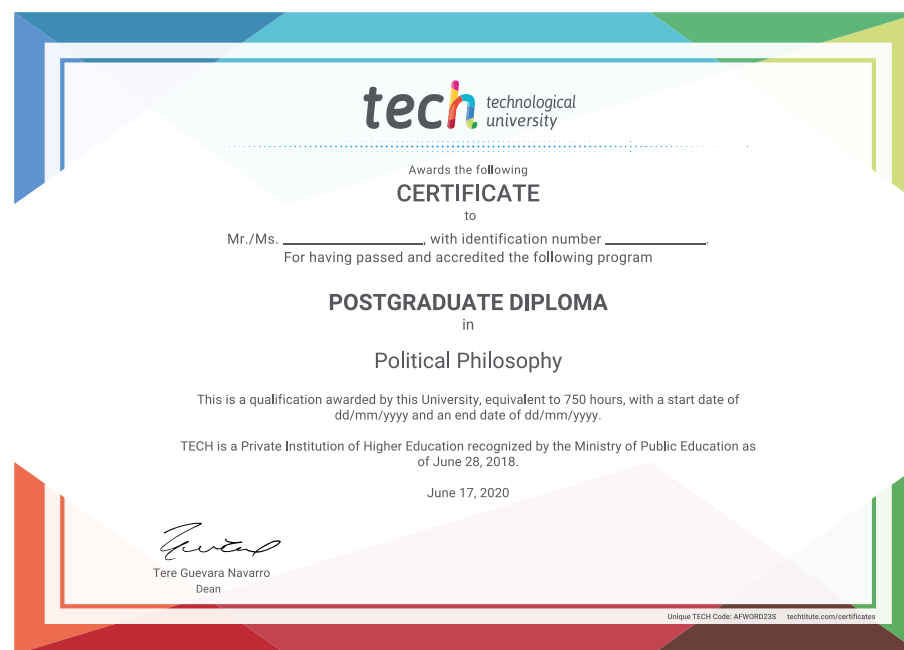 tech technological
university
Awards the following
CERTIFICATE
to
Mr./Ms. ____________________, with identification number ______________.
For having passed and accredited the following program
POSTGRADUATE DIPLOMA
in
Political Philosophy
This is a qualification awarded by this University, equivalent to 750 hours, with a start date of
dd/mm/yyyy and an end date of dd/mm/yyyy.
TECH is a Private Institution of Higher Education recognized by the Ministry of Public Education as
of June 28, 2018.
June 17, 2020
Tere Guevara Navarro
Dean
Unique TECH Code: AFWORD23S techtitute.com/certificates